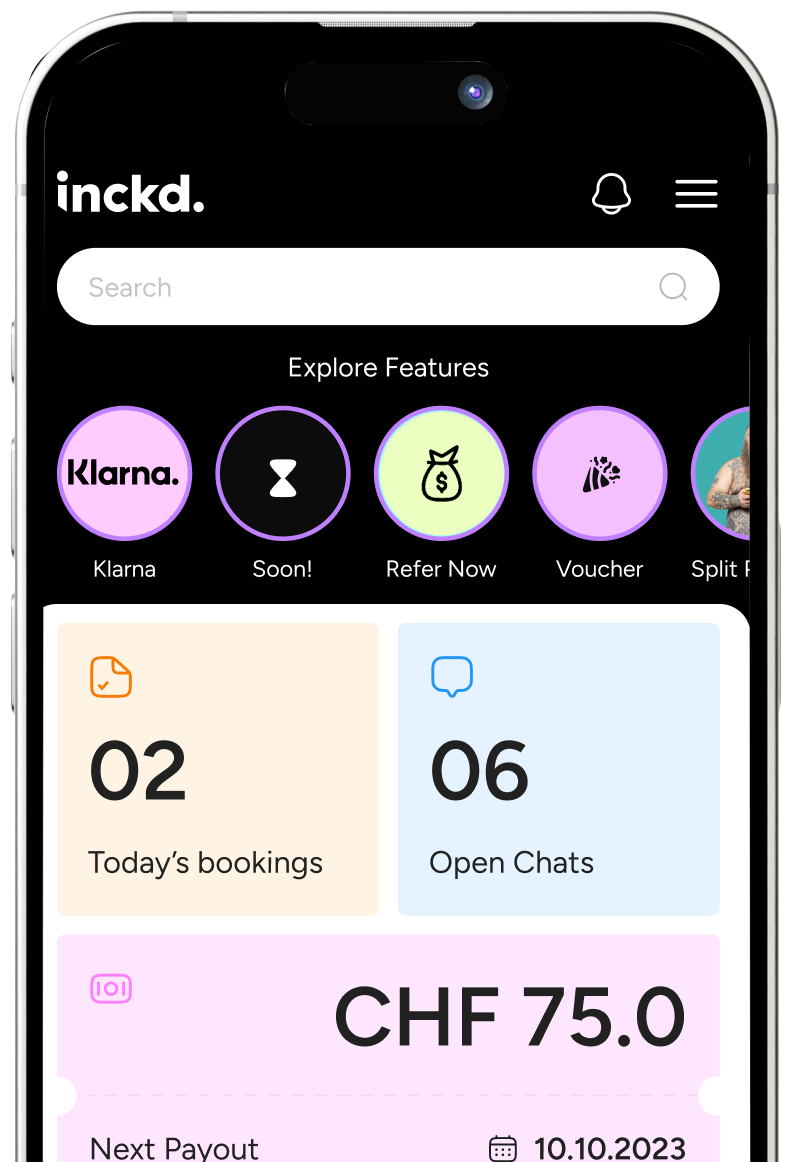 inckd.
Search
Explore Features
Klarna.
$
Klarna
Soon!
Refer Now
Voucher
Split
02
06
Today's bookings
Open Chats
CHF 75.0
Next Payout
10.10.2023